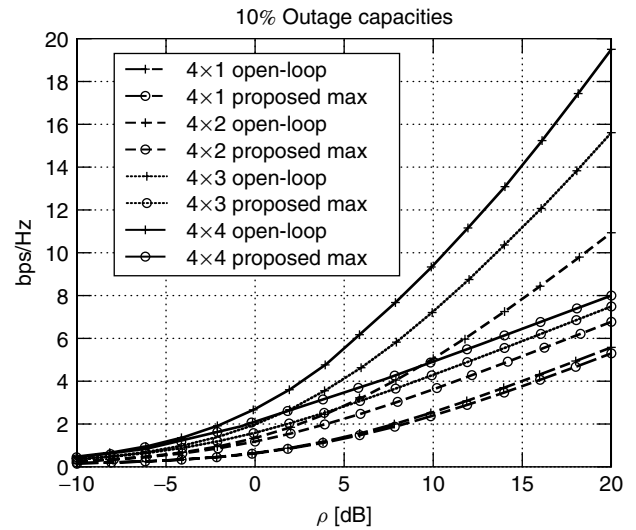 10% Outage capacities
20
18
16
14
12
10
8
6
4
2
0
bps/Hz
4×1 open-loop
4×1 proposed max
4×2 open-loop
4×2 proposed max
4×3 open-loop
4×3 proposed max
4×4 open-loop
4×4 proposed max
−10 −5 0 5 10 15 20
ρ [dB]